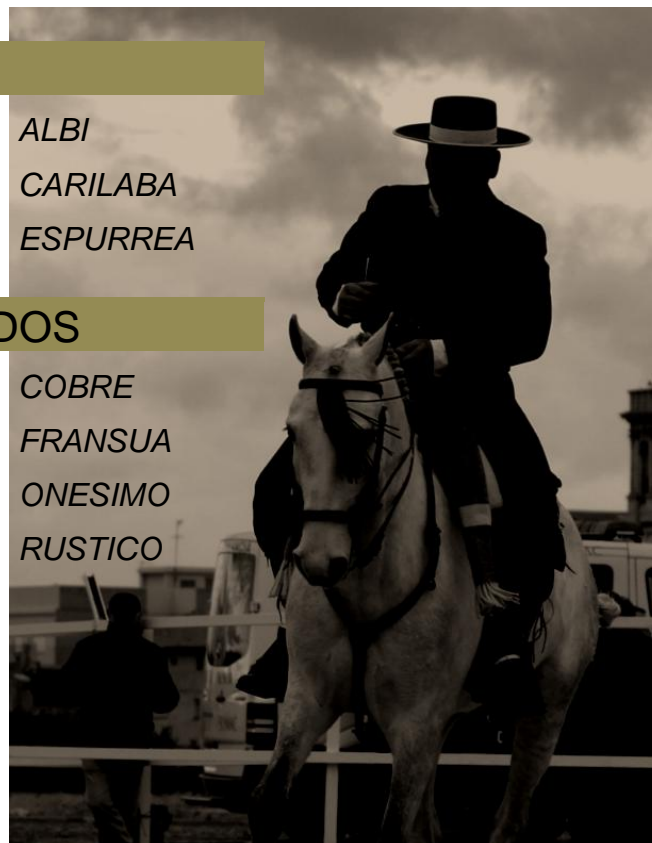 ALBI
CARILABA
ESPURREA
DOS
COBRE
FRANSUA
ONESIMO
RUSTICO